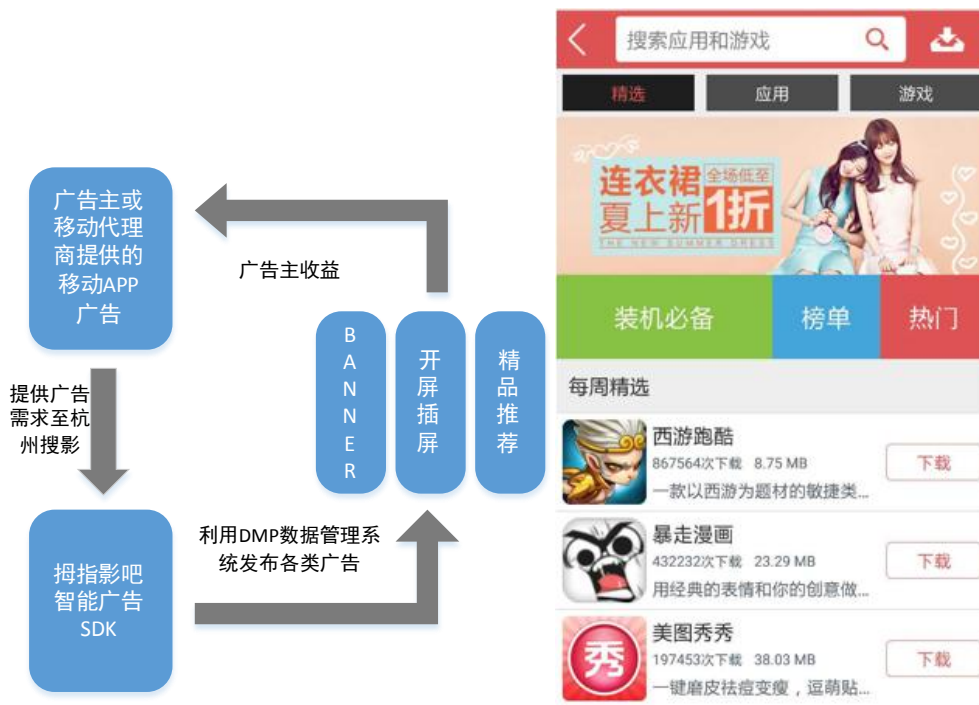 广告主或
移动代理
商提供的
移动APP
广告
提供广告
需求至杭
州搜影
拇指影吧
智能广告
SDK
利用DMP数据管理系
统发布各类广告
BANNER
开屏插屏
精品推荐
广告主收益
搜索应用和游戏
精选
应用
游戏
连衣裙
全场低至
夏上新
1折
THE NEW SUMMER DRESS
装机必备
榜单
热门
每周精选
西游跑酷
867564次下载 8.75 MB
一款以西游为题材的敏捷类...
下载
暴走漫画
432232次下载 23.29 MB
用经典的表情和你的创意做...
下载
秀
美图秀秀
197453次下载 38.03 MB
一键磨皮祛痘变瘦，逗萌贴...
下载